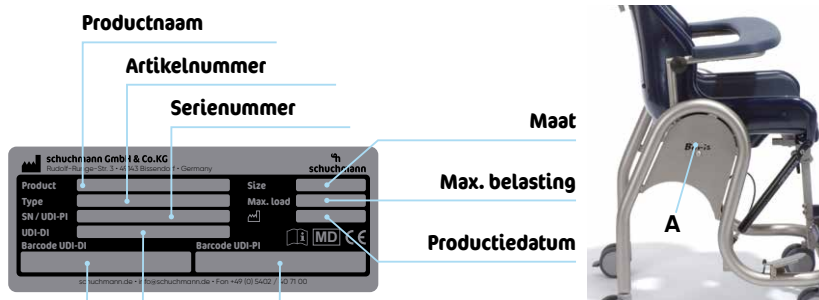 Productnaam
Artikelnummer
Serienummer
Maat
Max. belasting
Productiedatum
schuchmann GmbH & Co.KG
Rudolf-Runge-Str. 3 • 49143 Bissendorf • Germany
schuchmann
Product
Size
Type
Max. load
SN / UDI-PI
UDI-DI
MD CE
Barcode UDI-DI
Barcode UDI-PI
schuchmann.de • info@schuchmann.de • Fon +49 (0) 5402 / 40 71 00
A